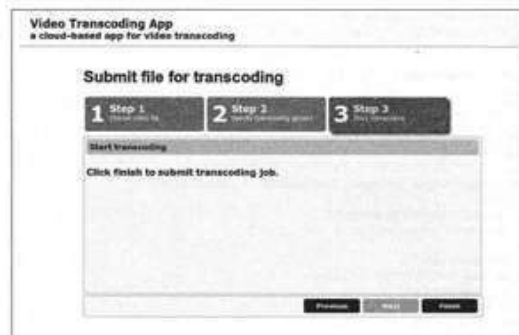 Video Transcoding App
a cloud-based app for video transcoding
Submit file for transcoding
1 Step 1
2 Step 2
3 Step 3
Start transcoding
Click finish to submit transcoding job.
Previous Next Finish